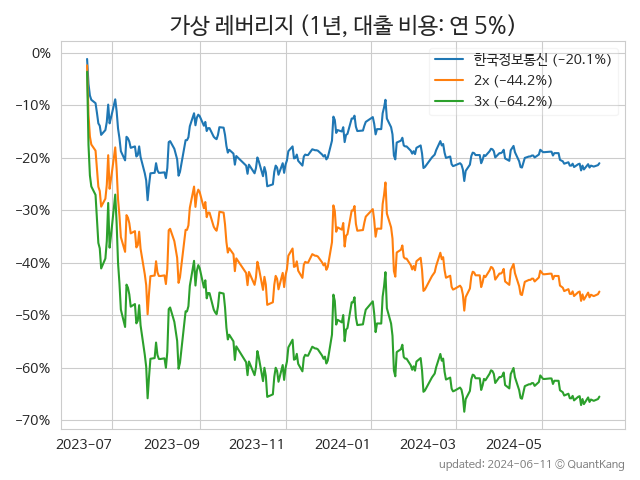 가상 레버리지 (1년, 대출 비용: 연 5%)
한국정보통신 (−20.1%)
2x (−44.2%)
3x (−64.2%)
0%
−10%
−20%
−30%
−40%
−50%
−60%
−70%
2023-07 2023-09 2023-11 2024-01 2024-03 2024-05
updated: 2024-06-11 © QuantKang